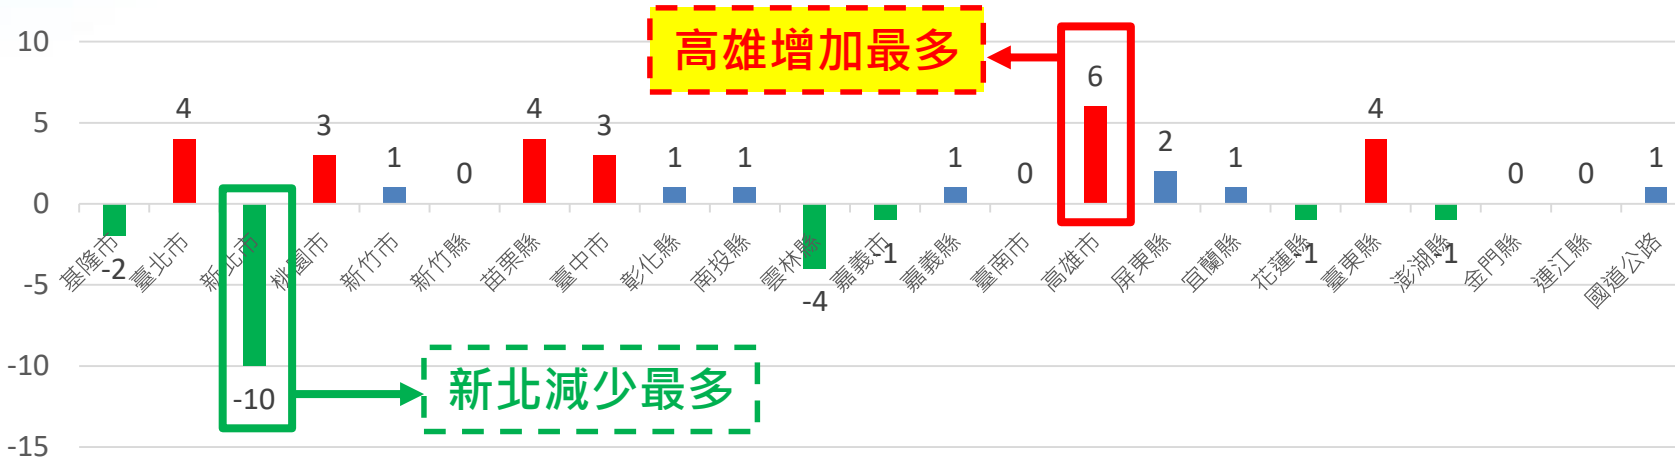 高雄增加最多
10
5
0
-5
-10
-15
-2
4
-10
3
1
0
4
3
1
1
-4
-1
1
0
6
2
1
-1
4
-1
0
0
1
基隆市
臺北市
新北市
桃園市
新竹市
新竹縣
苗栗縣
臺中市
彰化縣
南投縣
雲林縣
嘉義市
嘉義縣
臺南市
高雄市
屏東縣
宜蘭縣
花蓮縣
臺東縣
澎湖縣
金門縣
連江縣
國道公路
新北減少最多